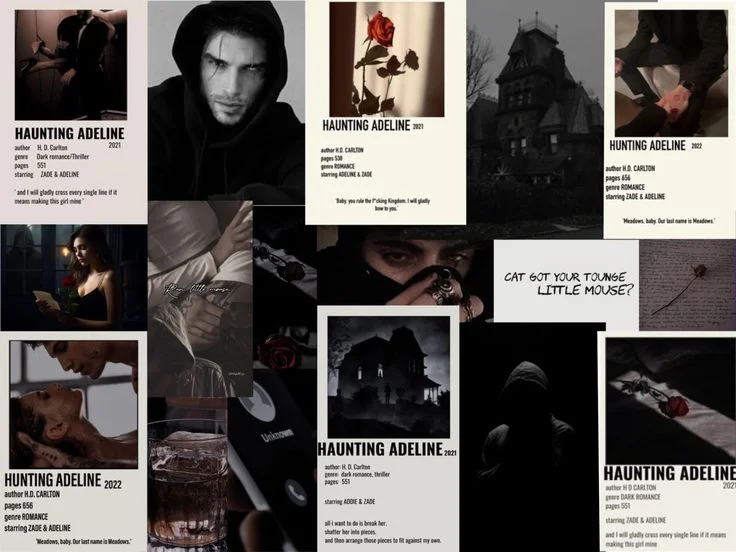 HAUNTING ADELINE
2021
author H. D. Carlton
genre Dark romance/Thriller
pages 551
starring ZADE & ADELINE
' and I will gladly cross every single line if it
means making this girl mine '
HAUNTING ADELINE 2021
author H.D. CARLTON
pages 530
genre ROMANCE
starring ADELINE & ZADE
'Baby, you rule the f*cking Kingdom. I will gladly
bow to you.'
HAUNTING ADELINE 2022
author H.D. CARLTON
pages 656
genre ROMANCE
starring ZADE & ADELINE
'Meadows, baby. Our last name is Meadows.'
Run little mouse
CAT GOT YOUR TOUNGE
LITTLE MOUSE?
HUNTING ADELINE 2022
author H.D. CARLTON
pages 656
genre ROMANCE
starring ZADE & ADELINE
'Meadows, baby. Our last name is Meadows.'
Unknown
HAUNTING ADELINE 2021
author: H. D. Carlton
genre: dark romance, thriller
pages: 551
starring ADDIE & ZADE
all i want to do is break her.
shatter her into pieces.
and then arrange those pieces to fit against my own.
HAUNTING ADELINE
2021
author H D CARLTON
genre DARK ROMANCE
pages 551
starring ZADE & ADELINE
and I will gladly cross every single line if it means
making this girl mine